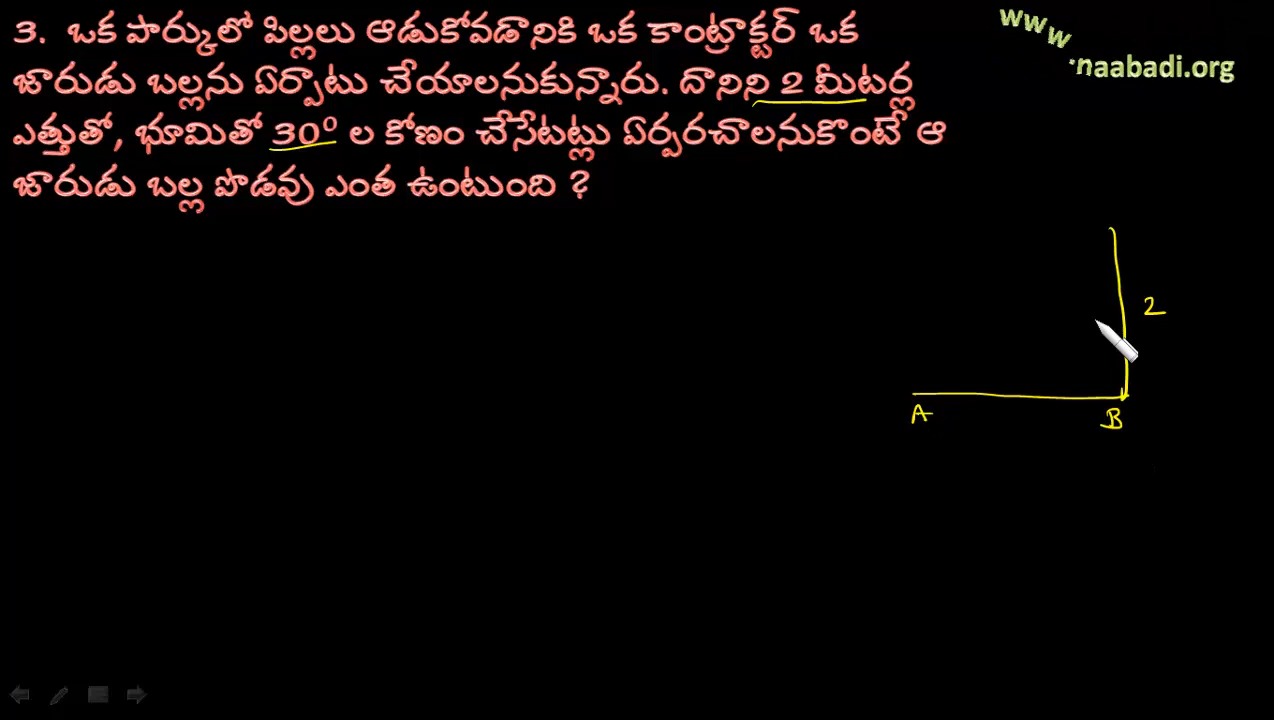 3. ఒక పార్కులో పిల్లలు ఆడుకోవడానికి ఒక కాంట్రాక్టర్ ఒక
జారుడు బల్లను ఏర్పాటు చేయాలనుకున్నారు. దానిని 2 మీటర్ల
ఎత్తుతో, భూమితో 30⁰ ల కోణం చేసేటట్లు ఏర్పరచాలనుకొంటే ఆ
జారుడు బల్ల పొడవు ఎంత ఉంటుంది ?
www.naabadi.org
2
A B